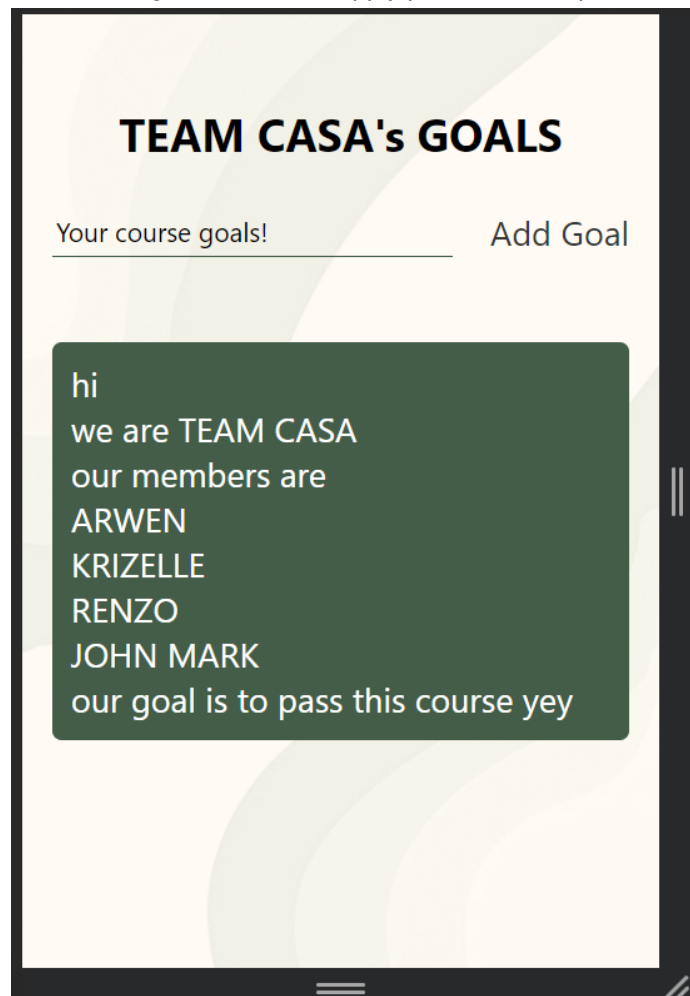 TEAM CASA's GOALS
Your course goals!
Add Goal
hi
we are TEAM CASA
our members are
ARWEN
KRIZELLE
RENZO
JOHN MARK
our goal is to pass this course yey